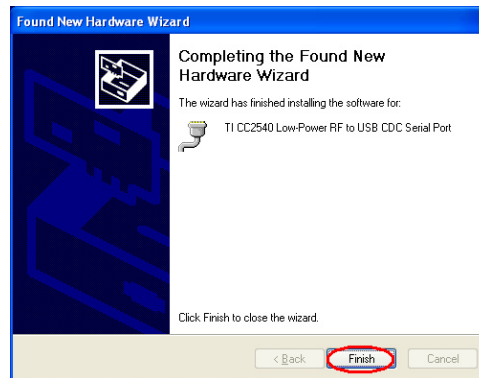 Found New Hardware Wizard
Completing the Found New
Hardware Wizard
The wizard has finished installing the software for:
TI CC2540 Low-Power RF to USB CDC Serial Port
Click Finish to close the wizard.
< Back Finish Cancel